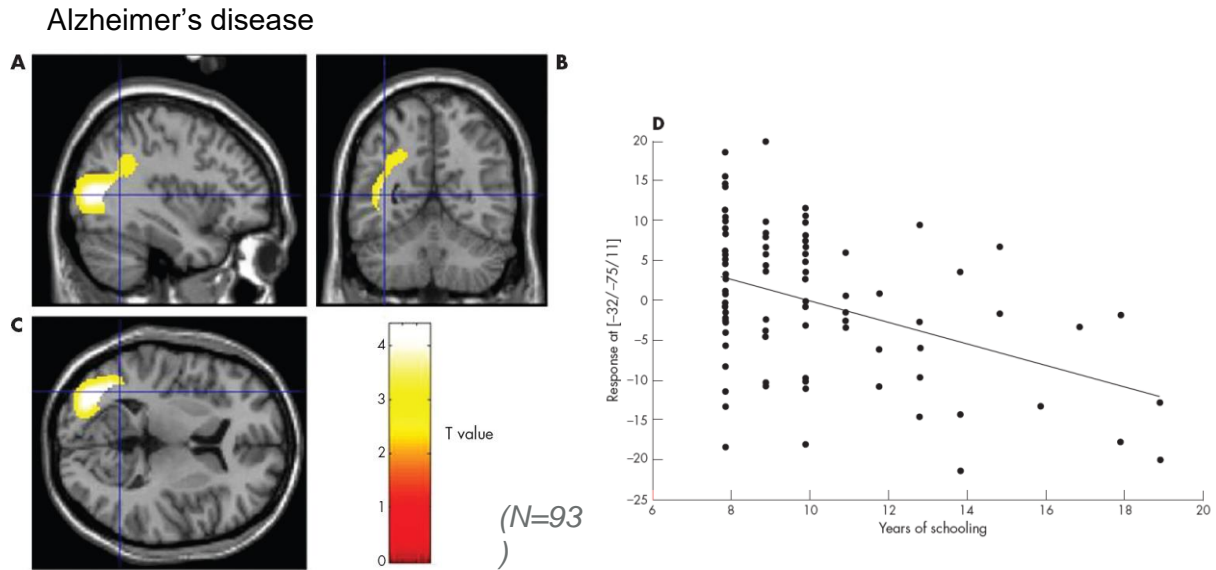 Alzheimer's disease
A
B
C
4
3
2
1
0
T value
(N=93
)
D
20
15
10
5
0
−5
−10
−15
−20
−25
Response at [−32/−75/11]
6 8 10 12 14 16 18 20
Years of schooling